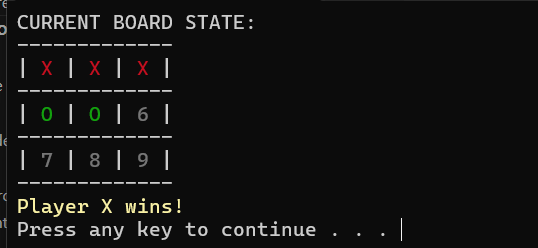 CURRENT BOARD STATE:
-------------
| X | X | X |
-------------
| O | O | 6 |
-------------
| 7 | 8 | 9 |
-------------
Player X wins!
Press any key to continue . . .